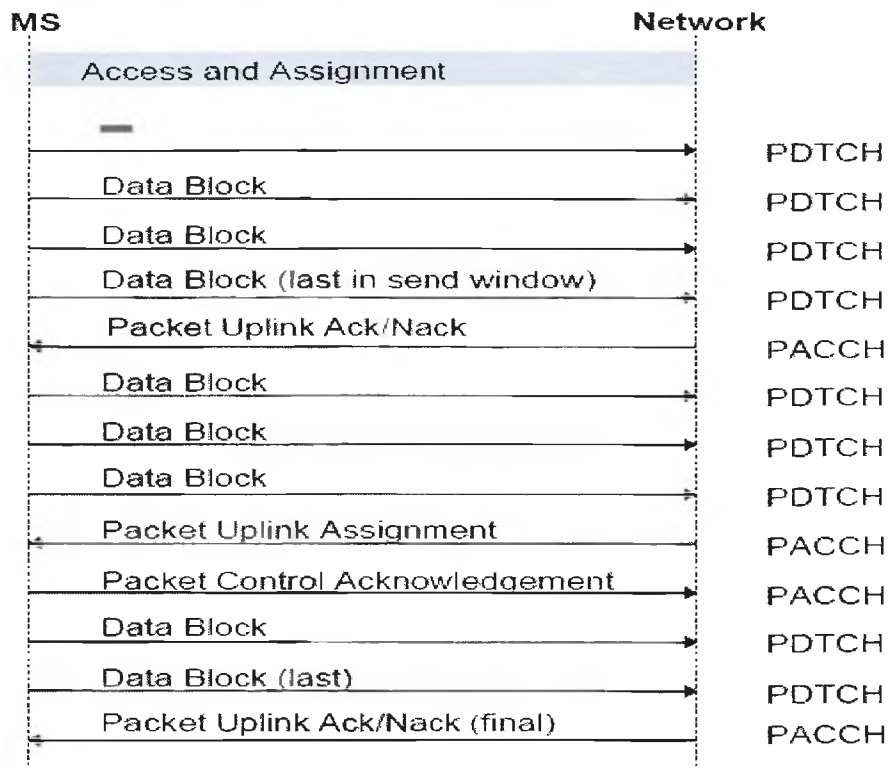 MS Network
Access and Assignment
PDTCH
Data Block
PDTCH
Data Block
PDTCH
Data Block (last in send window)
PDTCH
Packet Uplink Ack/Nack
PACCH
Data Block
PDTCH
Data Block
PDTCH
Data Block
PDTCH
Packet Uplink Assignment
PACCH
Packet Control Acknowledgement
PACCH
Data Block
PDTCH
Data Block (last)
PDTCH
Packet Uplink Ack/Nack (final)
PACCH